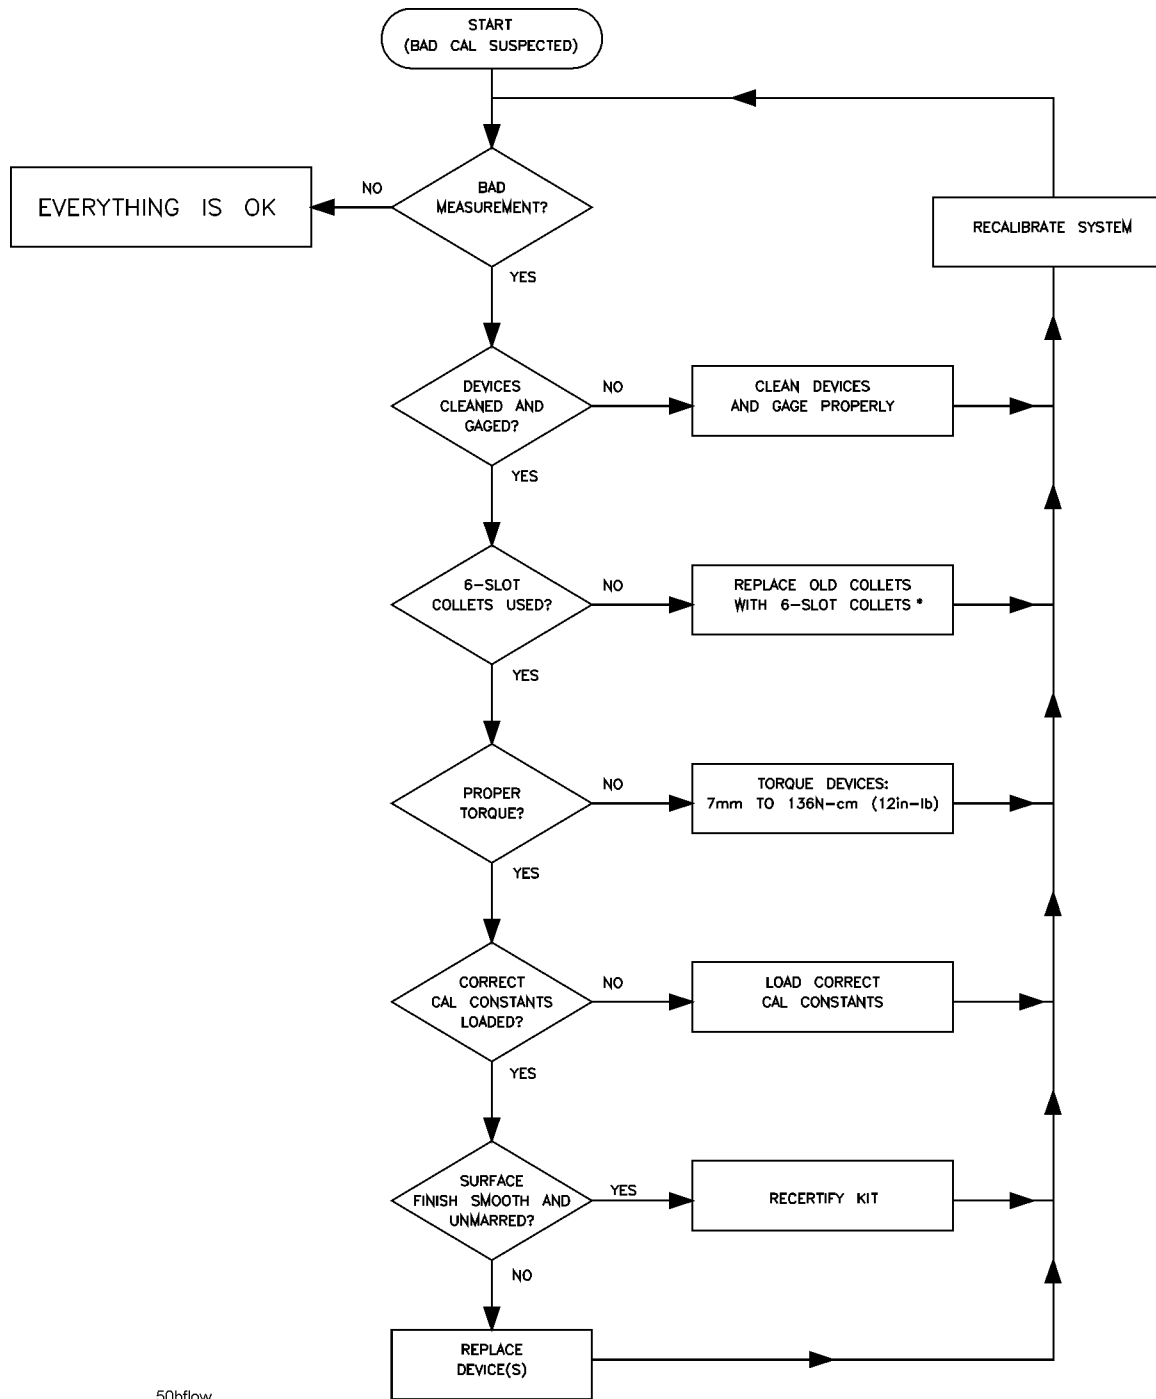 START
(BAD CAL SUSPECTED)
BAD
MEASUREMENT?
NO
EVERYTHING IS OK
RECALIBRATE SYSTEM
YES
DEVICES
CLEANED AND
GAGED?
NO
CLEAN DEVICES
AND GAGE PROPERLY
YES
6-SLOT
COLLETS USED?
NO
REPLACE OLD COLLETS
WITH 6-SLOT COLLETS*
YES
PROPER
TORQUE?
NO
TORQUE DEVICES:
7mm TO 136N-cm (12in-lb)
YES
CORRECT
CAL CONSTANTS
LOADED?
NO
LOAD CORRECT
CAL CONSTANTS
YES
SURFACE
FINISH SMOOTH AND
UNMARRED?
YES
RECERTIFY KIT
NO
REPLACE
DEVICE(S)
50bflow